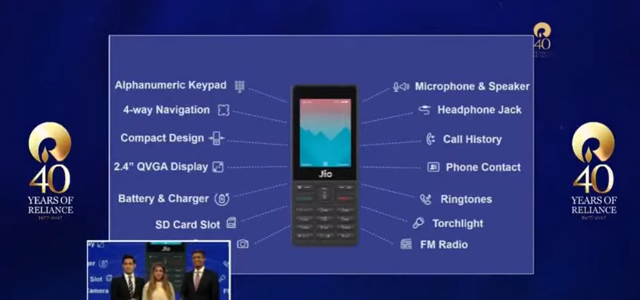 40
Alphanumeric Keypad
4-way Navigation
Compact Design
2.4” QVGA Display
Battery & Charger
SD Card Slot
Jio
Microphone & Speaker
Headphone Jack
Call History
Phone Contact
Ringtones
Torchlight
FM Radio
40
YEARS OF
RELIANCE
40
YEARS OF
RELIANCE
Jio
Slot
Camera